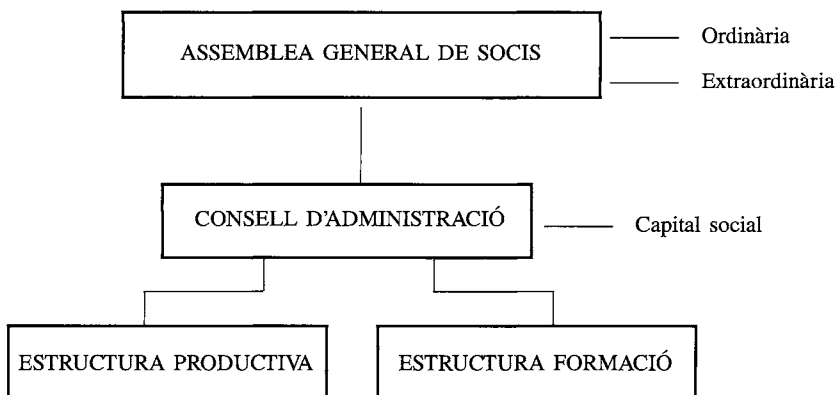 ASSEMBLEA GENERAL DE SOCIS
Ordinària
Extraordinària
CONSELL D'ADMINISTRACIÓ
Capital social
ESTRUCTURA PRODUCTIVA
ESTRUCTURA FORMACIÓ